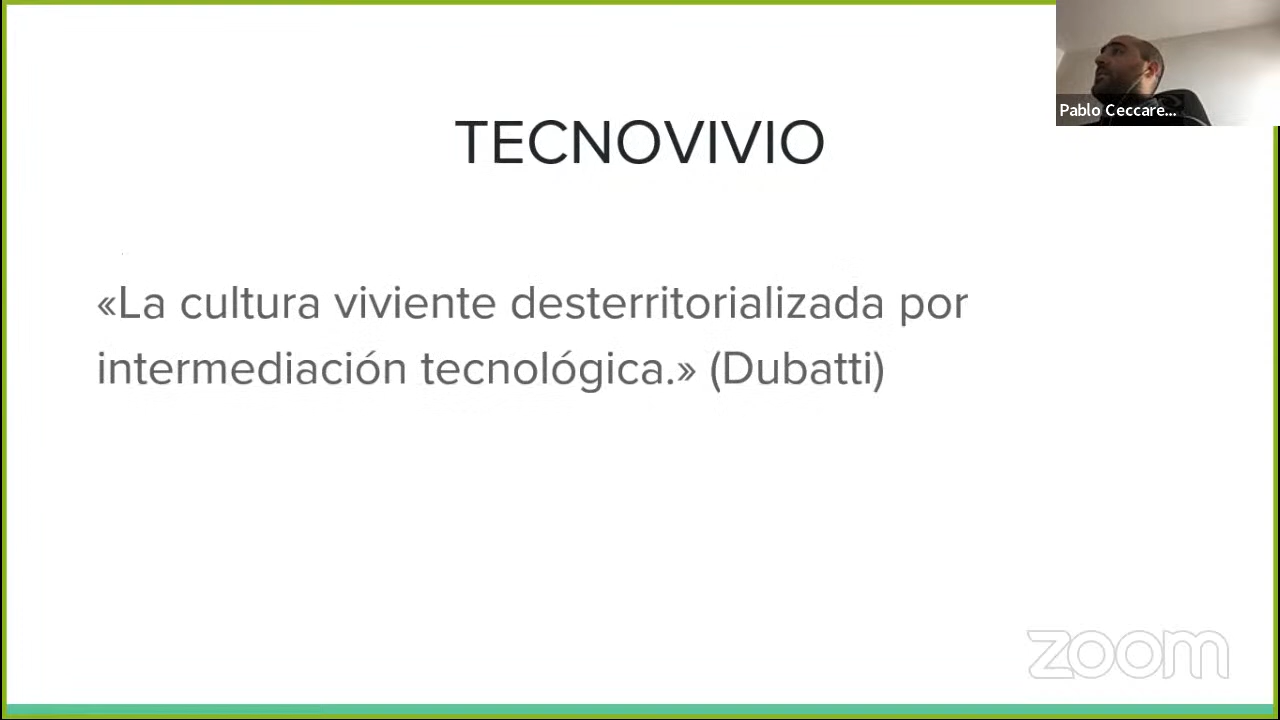 TECNOVIVIO
Pablo Ceccare...
«La cultura viviente desterritorializada por
intermediación tecnológica.» (Dubatti)
zoom